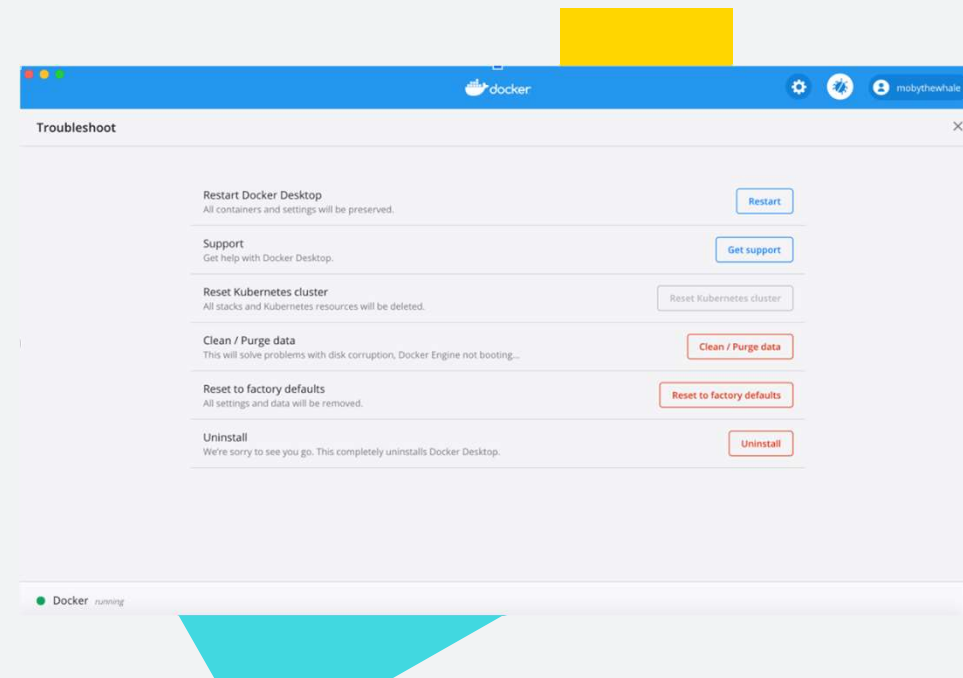 docker
mobythewhale
Troubleshoot
Restart Docker Desktop
All containers and settings will be preserved.
Restart
Support
Get help with Docker Desktop.
Get support
Reset Kubernetes cluster
All stacks and Kubernetes resources will be deleted.
Reset Kubernetes cluster
Clean / Purge data
This will solve problems with disk corruption, Docker Engine not booting...
Clean / Purge data
Reset to factory defaults
All settings and data will be removed.
Reset to factory defaults
Uninstall
We're sorry to see you go. This completely uninstalls Docker Desktop.
Uninstall
Docker running